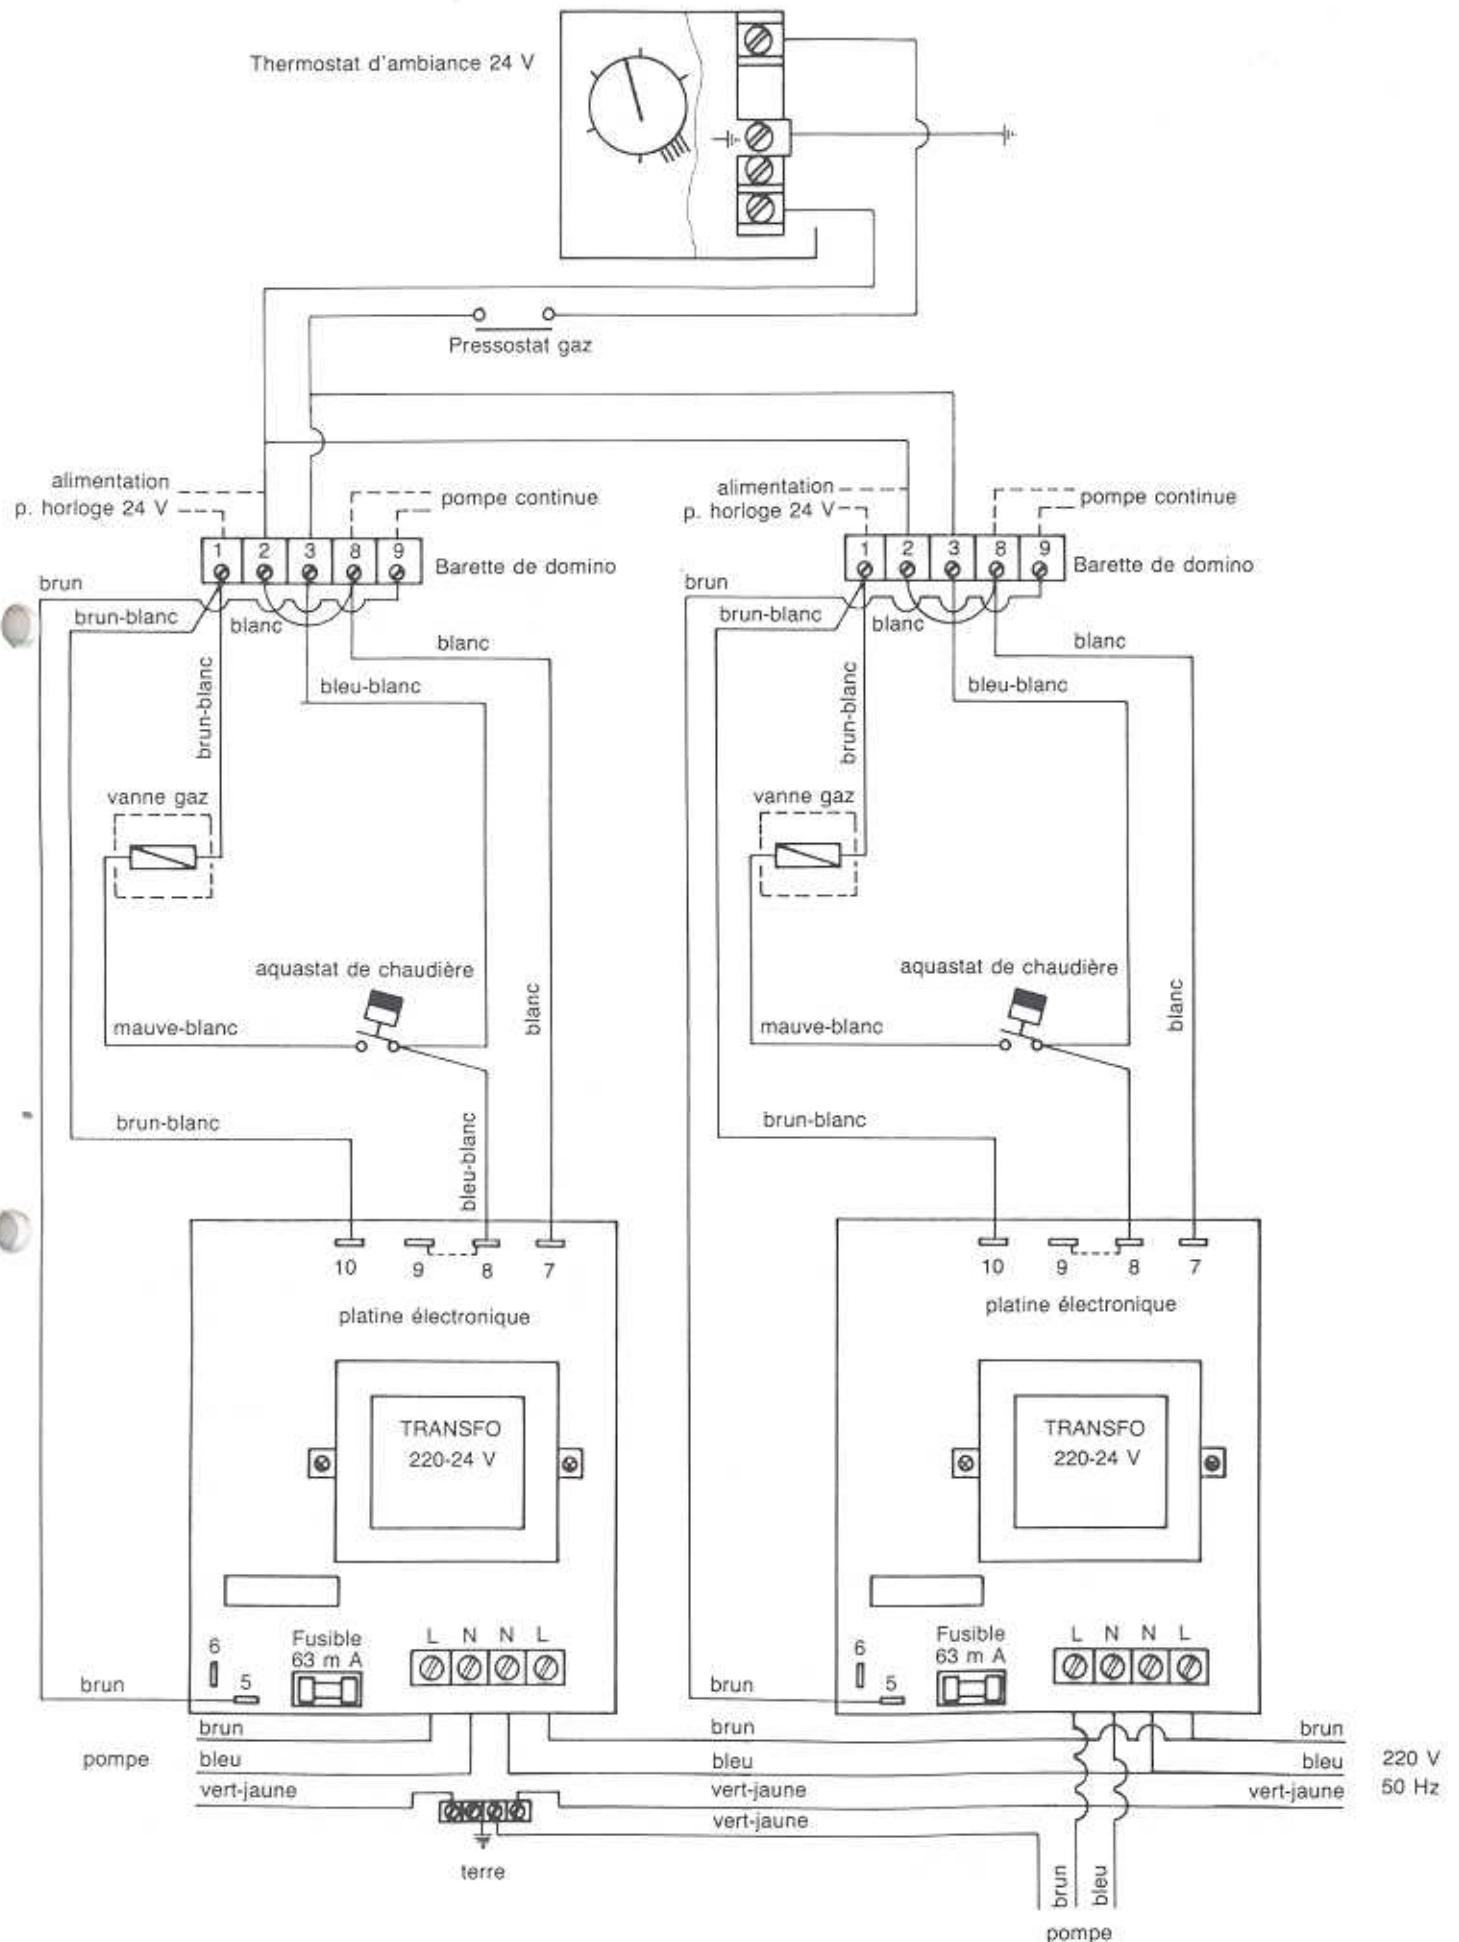 Thermostat d'ambiance 24 V
Pressostat gaz
alimentation
p. horloge 24 V
pompe continue
1 2 3 8 9
Barette de domino
brun
brun-blanc
blanc
blanc
bleu-blanc
brun-blanc
vanne gaz
aquastat de chaudière
mauve-blanc
blanc
brun-blanc
bleu-blanc
10 9 8 7
platine électronique
TRANSFO
220-24 V
6
5
Fusible
63 m A
L N N L
brun
alimentation
p. horloge 24 V
pompe continue
1 2 3 8 9
Barette de domino
brun
brun-blanc
blanc
blanc
bleu-blanc
brun-blanc
vanne gaz
aquastat de chaudière
mauve-blanc
blanc
brun-blanc
10 9 8 7
platine électronique
TRANSFO
220-24 V
6
5
Fusible
63 m A
L N N L
brun
brun brun brun
pompe bleu bleu bleu 220 V
vert-jaune vert-jaune vert-jaune 50 Hz
vert-jaune
terre
brun
bleu
pompe